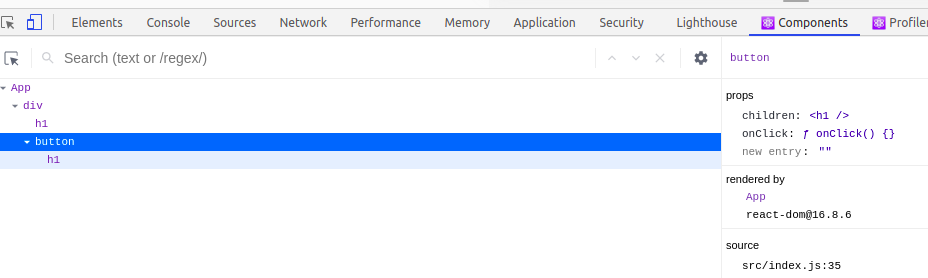 Elements Console Sources Network Performance Memory Application Security Lighthouse Components Profiler
Search (text or /regex/)
App
div
h1
button
h1
button
props
children: <h1 />
onClick: ƒ onClick() {}
new entry: ""
rendered by
App
react-dom@16.8.6
source
src/index.js:35